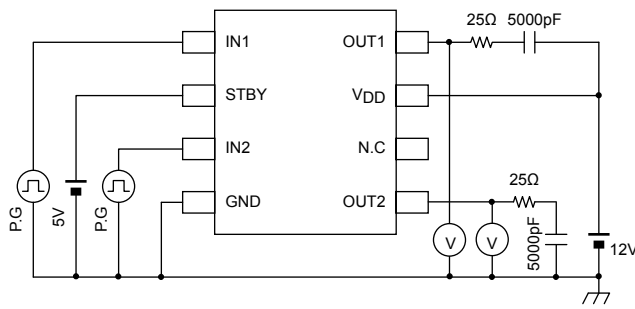 25Ω 5000pF
IN1 OUT1
STBY VDD
IN2 N.C
GND OUT2
25Ω
P.G 5V P.G
V V
5000pF
12V